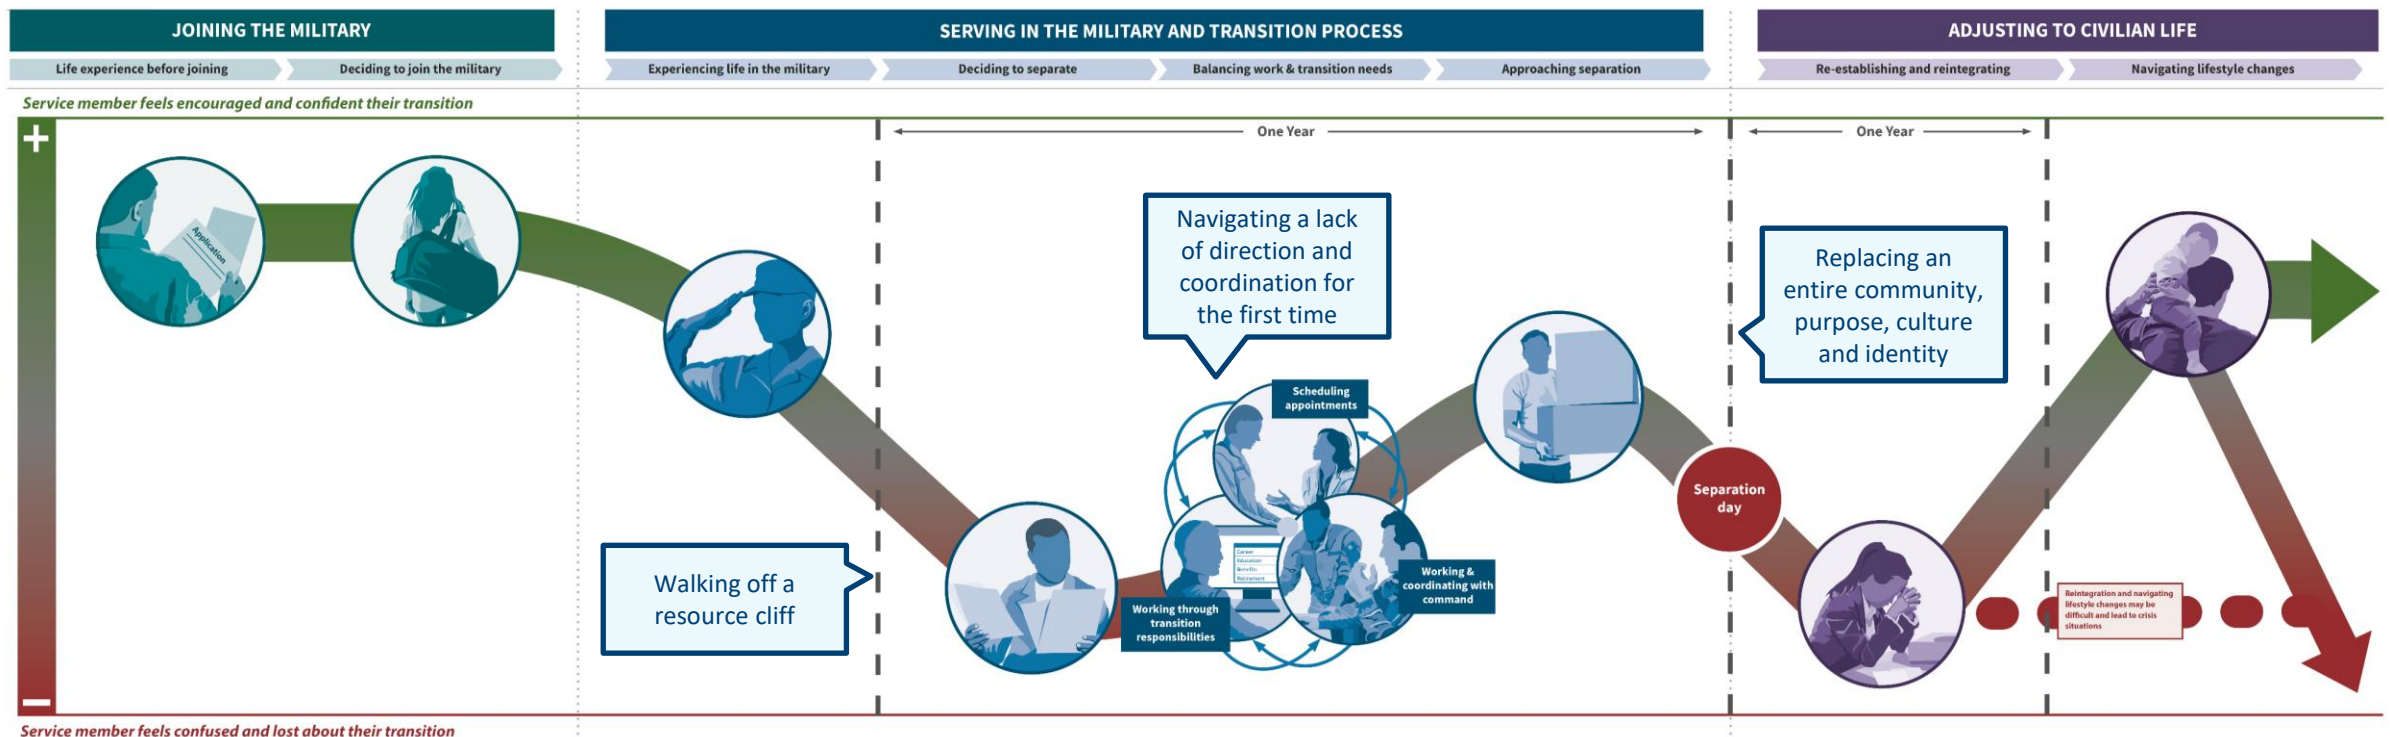 JOINING THE MILITARY
SERVING IN THE MILITARY AND TRANSITION PROCESS
ADJUSTING TO CIVILIAN LIFE
Life experience before joining
Deciding to join the military
Experiencing life in the military
Deciding to separate
Balancing work & transition needs
Approaching separation
Re-establishing and reintegrating
Navigating lifestyle changes
Service member feels encouraged and confident their transition
+
One Year
One Year
Application
Navigating a lack
of direction and
coordination for
the first time
Replacing an
entire community,
purpose, culture
and identity
Scheduling
appointments
Separation
day
Walking off a
resource cliff
Career
Education
Benefits
Retirement
Working &
coordinating with
command
Working through
transition
responsibilities
Reintegration and navigating
lifestyle changes may be
difficult and lead to crisis
situations
—
Service member feels confused and lost about their transition